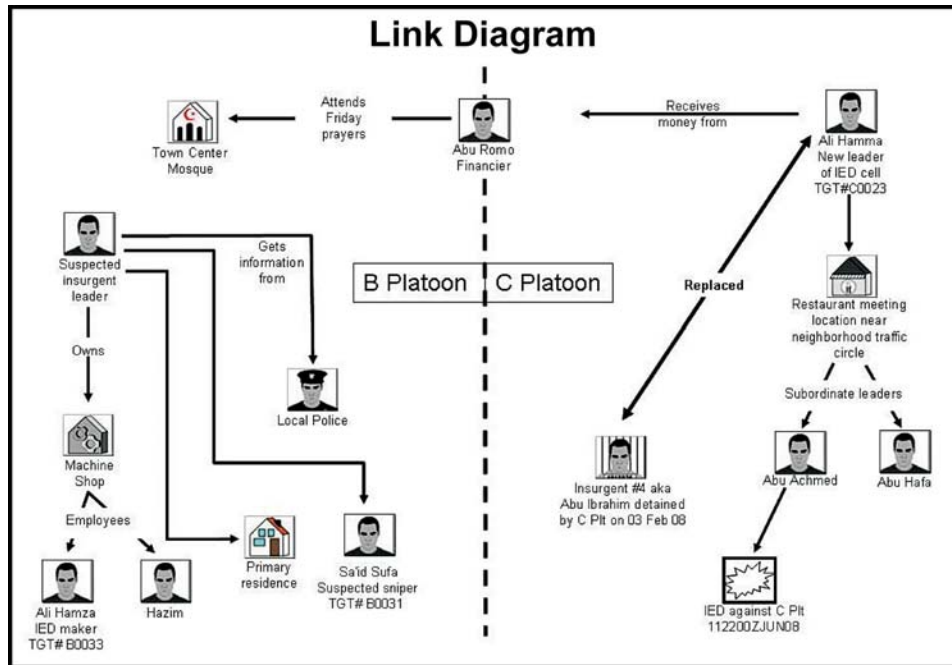 Link Diagram
Attends
Friday
prayers
Town Center
Mosque
Abu Romo
Financier
Receives
money from
Ali Hamma
New leader
of IED cell
TGT#C0023
Suspected
insurgent
leader
Gets
information
from
B Platoon
C Platoon
Replaced
Restaurant meeting
location near
neighborhood traffic
circle
Owns
Local Police
Subordinate leaders
Machine
Shop
Insurgent #4 aka
Abu Ibrahim detained
by C Plt on 03 Feb 08
Abu Achmed
Abu Hafa
Employees
Ali Hamza
IED maker
TGT# B0033
Hazim
Primary
residence
Sa'id Sufa
Suspected sniper
TGT# B0031
IED against C Plt
112200ZJUN08